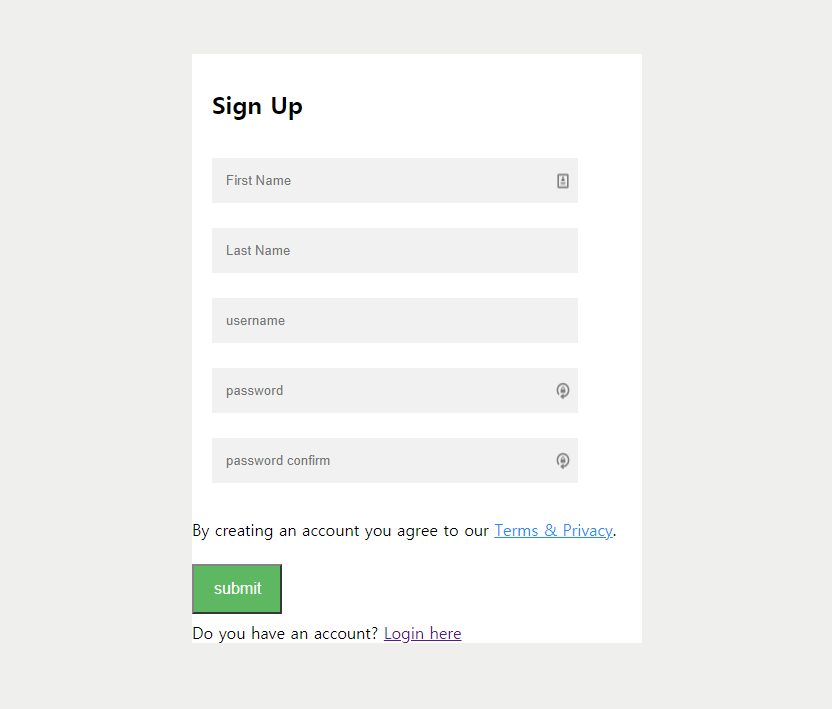 Sign Up
First Name
Last Name
username
password
password confirm
By creating an account you agree to our Terms & Privacy.
submit
Do you have an account? Login here